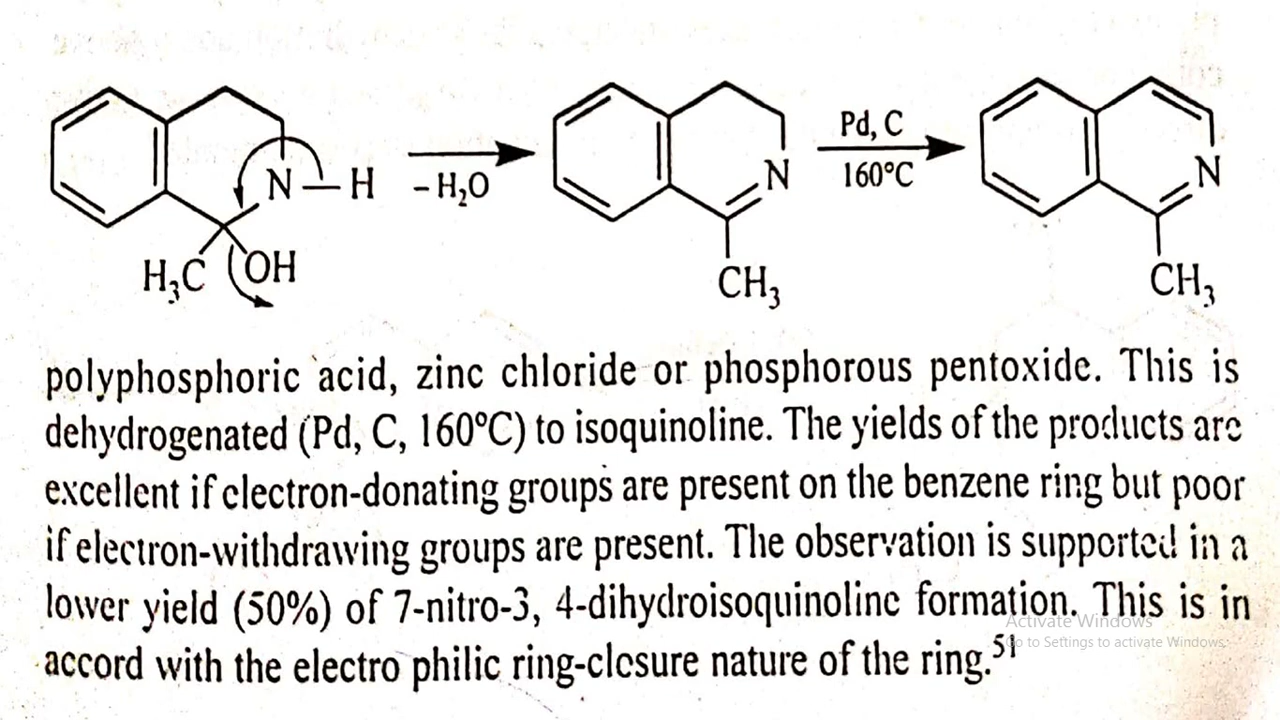 N — H
– H₂O
N
Pd, C
160°C
N
H₃C
OH
CH₃
CH₃
polyphosphoric acid, zinc chloride or phosphorous pentoxide. This is
dehydrogenated (Pd, C, 160°C) to isoquinoline. The yields of the products are
excellent if electron-donating groups are present on the benzene ring but poor
if electron-withdrawing groups are present. The observation is supported in a
lower yield (50%) of 7-nitro-3, 4-dihydroisoquinoline formation. This is in
accord with the electro philic ring-closure nature of the ring.⁵¹
Activate Windows
Go to Settings to activate Windows.